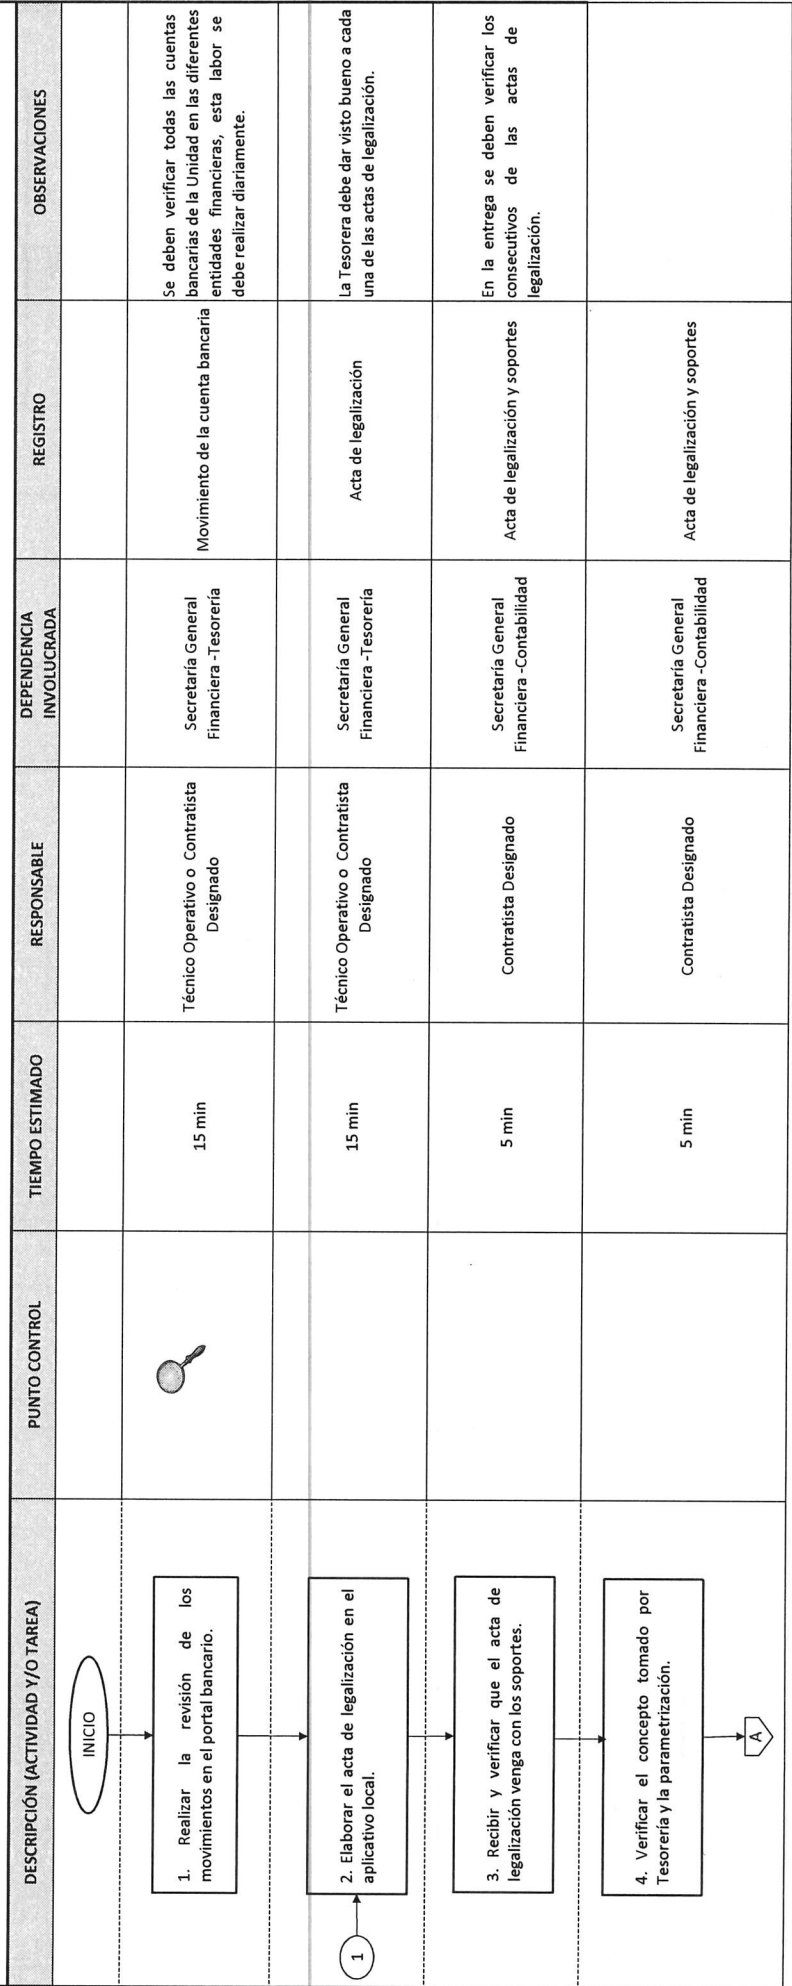 DESCRIPCIÓN (ACTIVIDAD Y/O TAREA)
PUNTO CONTROL
TIEMPO ESTIMADO
RESPONSABLE
DEPENDENCIA
INVOLUCRADA
REGISTRO
OBSERVACIONES
INICIO
1. Realizar la revisión de los
movimientos en el portal bancario.
15 min
Técnico Operativo o Contratista
Designado
Secretaría General
Financiera -Tesorería
Movimiento de la cuenta bancaria
Se deben verificar todas las cuentas
bancarias de la Unidad en las diferentes
entidades financieras, esta labor se
debe realizar diariamente.
1
2. Elaborar el acta de legalización en el
aplicativo local.
15 min
Técnico Operativo o Contratista
Designado
Secretaría General
Financiera -Tesorería
Acta de legalización
La Tesorera debe dar visto bueno a cada
una de las actas de legalización.
3. Recibir y verificar que el acta de
legalización venga con los soportes.
5 min
Contratista Designado
Secretaría General
Financiera -Contabilidad
Acta de legalización y soportes
En la entrega se deben verificar los
consecutivos de las actas de
legalización.
4. Verificar el concepto tomado por
Tesorería y la parametrización.
5 min
Contratista Designado
Secretaría General
Financiera -Contabilidad
Acta de legalización y soportes
A